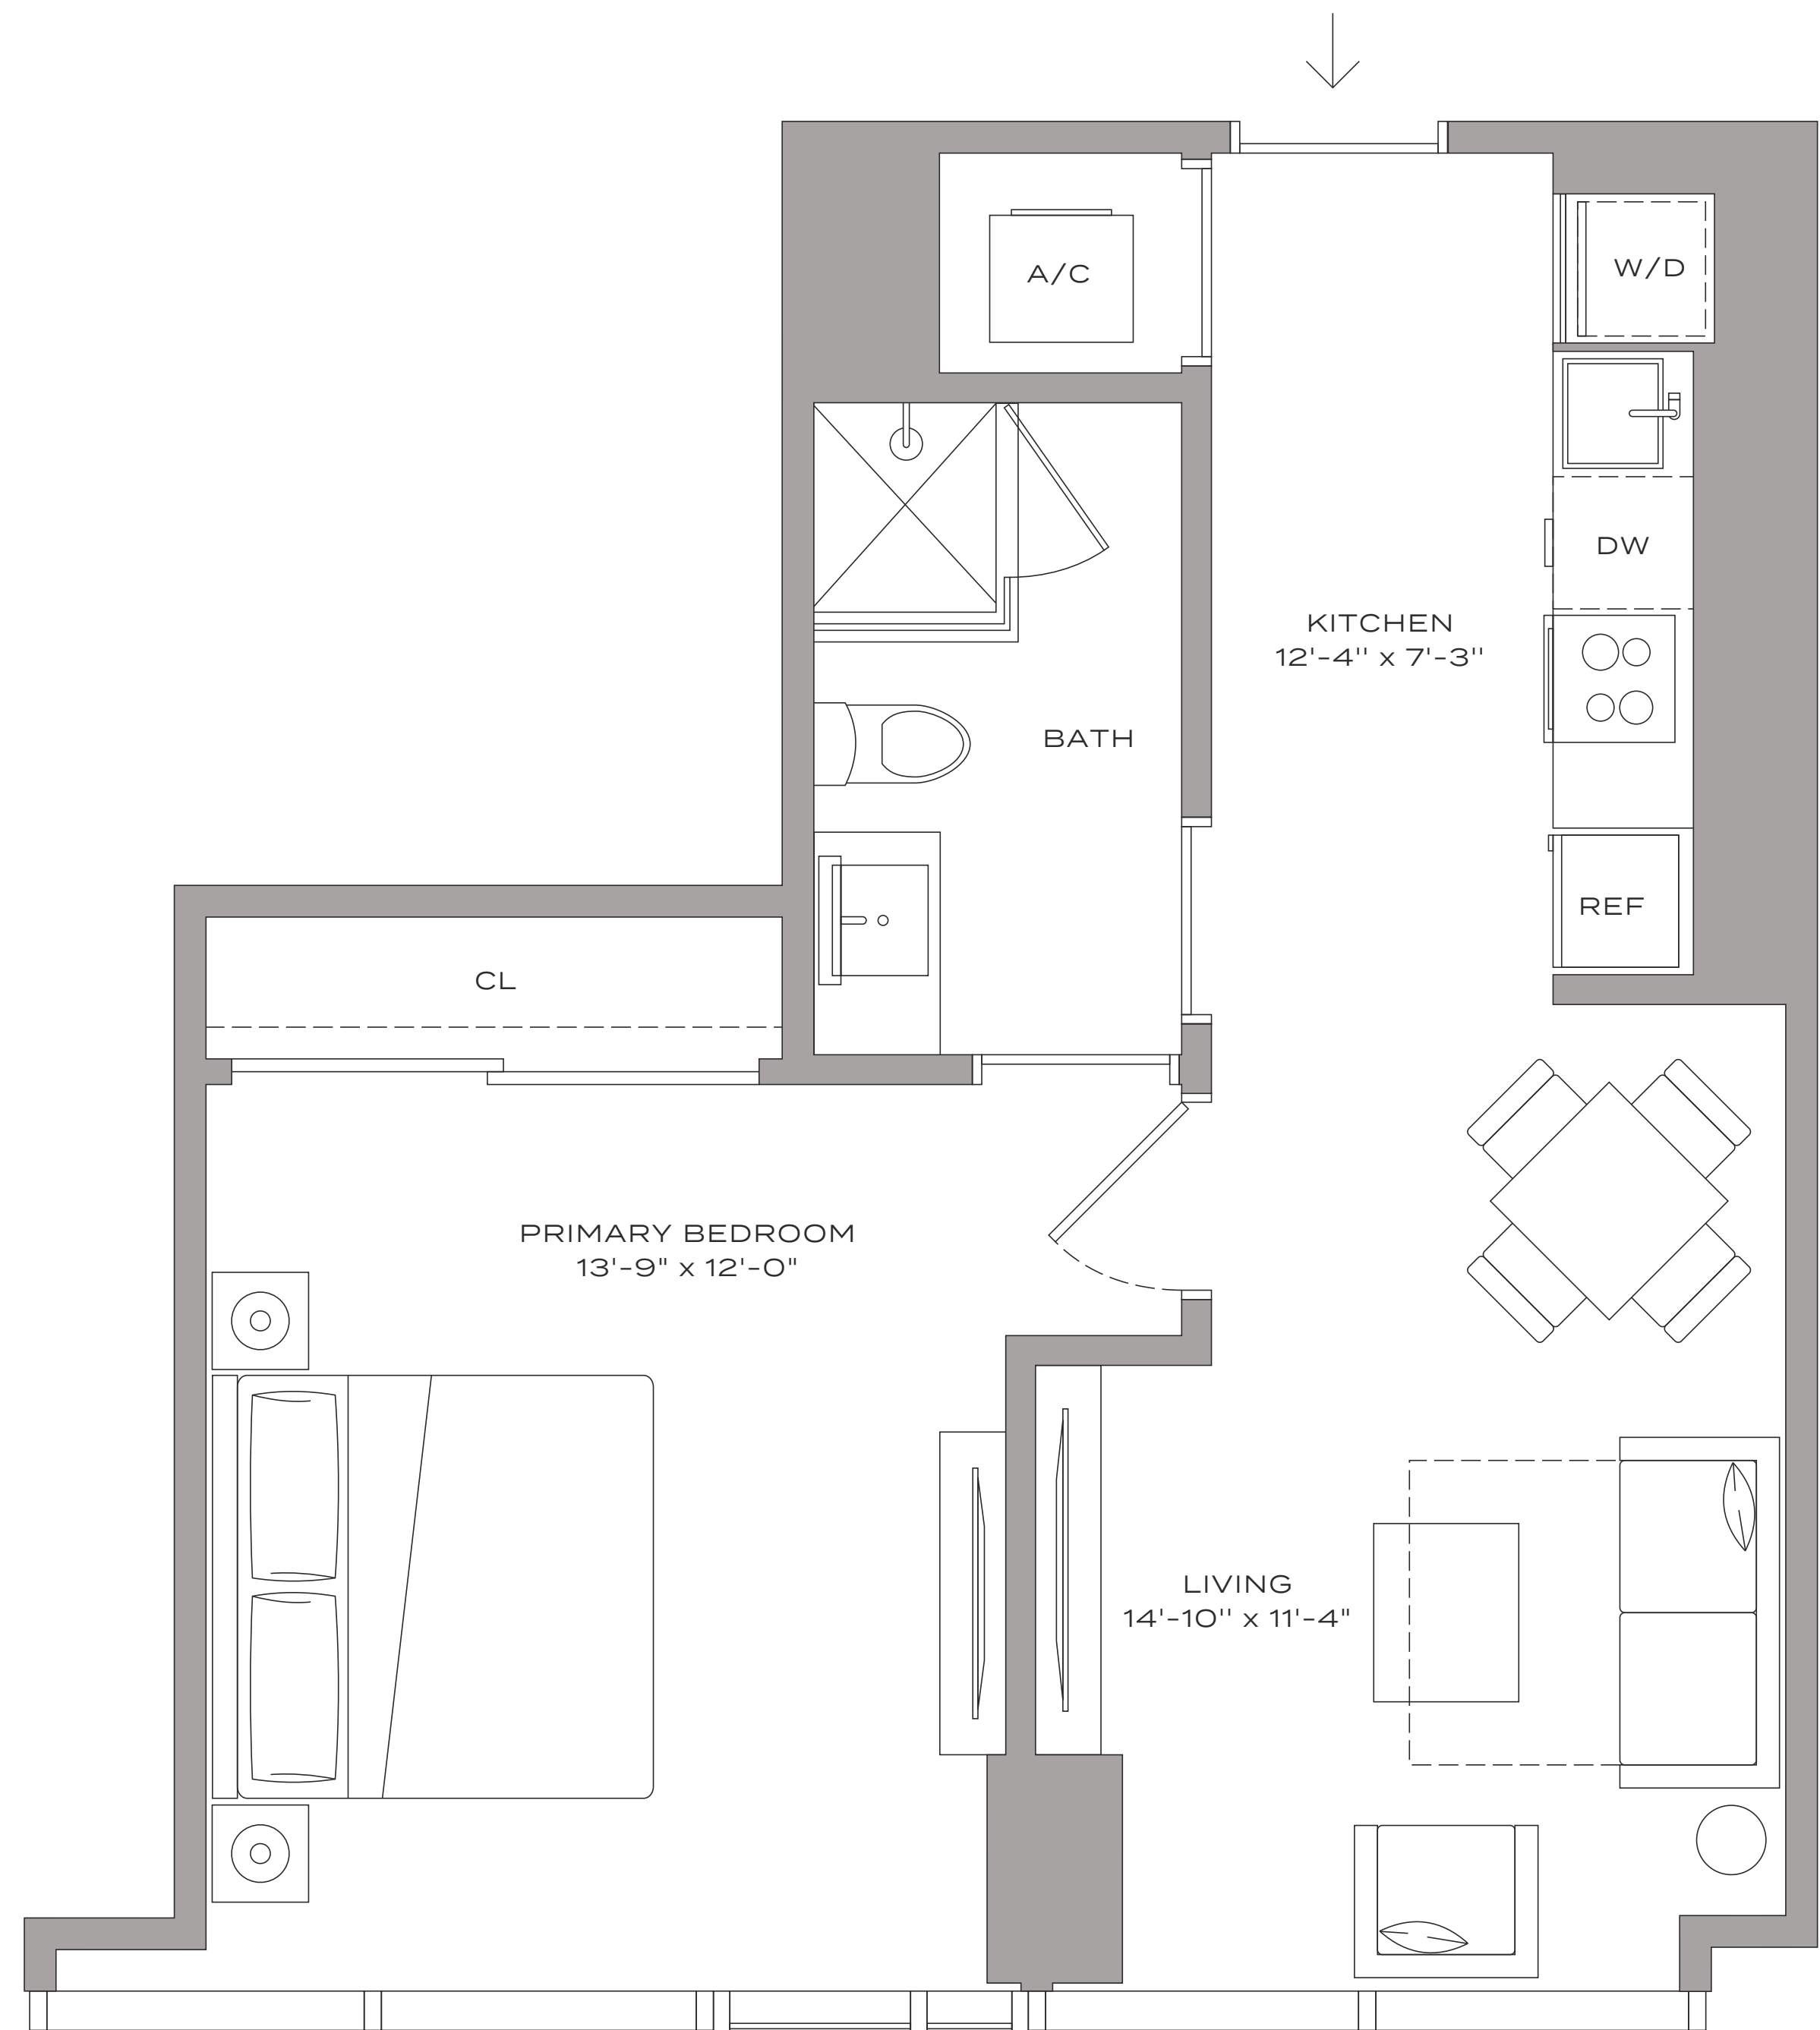 A/C
W/D
DW
KITCHEN
12'-4'' x 7'-3''
BATH
REF
CL
PRIMARY BEDROOM
13'-9" x 12'-0"
LIVING
14'-10'' x 11'-4"